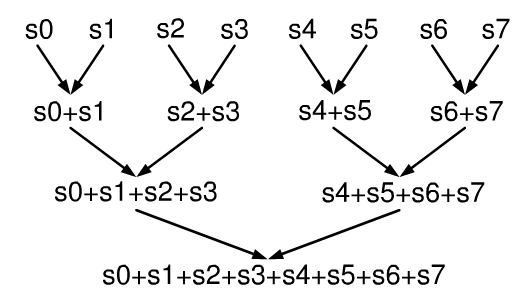 s0 s1 s2 s3 s4 s5 s6 s7
s0+s1 s2+s3 s4+s5 s6+s7
s0+s1+s2+s3 s4+s5+s6+s7
s0+s1+s2+s3+s4+s5+s6+s7